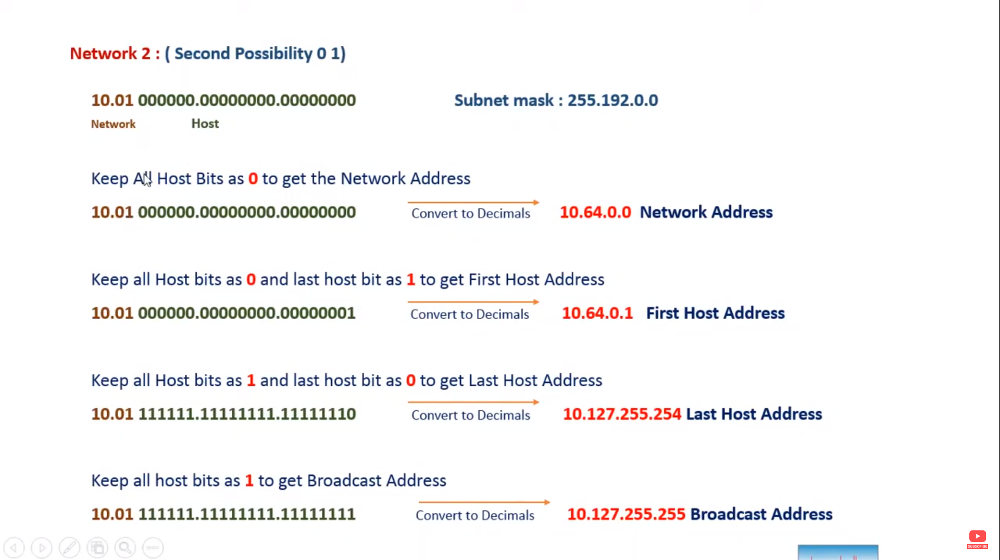 Network 2 : ( Second Possibility 0 1)
10.01 000000.00000000.00000000 Subnet mask : 255.192.0.0
Network Host
Keep All Host Bits as 0 to get the Network Address
10.01 000000.00000000.00000000 Convert to Decimals 10.64.0.0 Network Address
Keep all Host bits as 0 and last host bit as 1 to get First Host Address
10.01 000000.00000000.00000001 Convert to Decimals 10.64.0.1 First Host Address
Keep all Host bits as 1 and last host bit as 0 to get Last Host Address
10.01 111111.11111111.11111110 Convert to Decimals 10.127.255.254 Last Host Address
Keep all host bits as 1 to get Broadcast Address
10.01 111111.11111111.11111111 Convert to Decimals 10.127.255.255 Broadcast Address
SUBSCRIBE